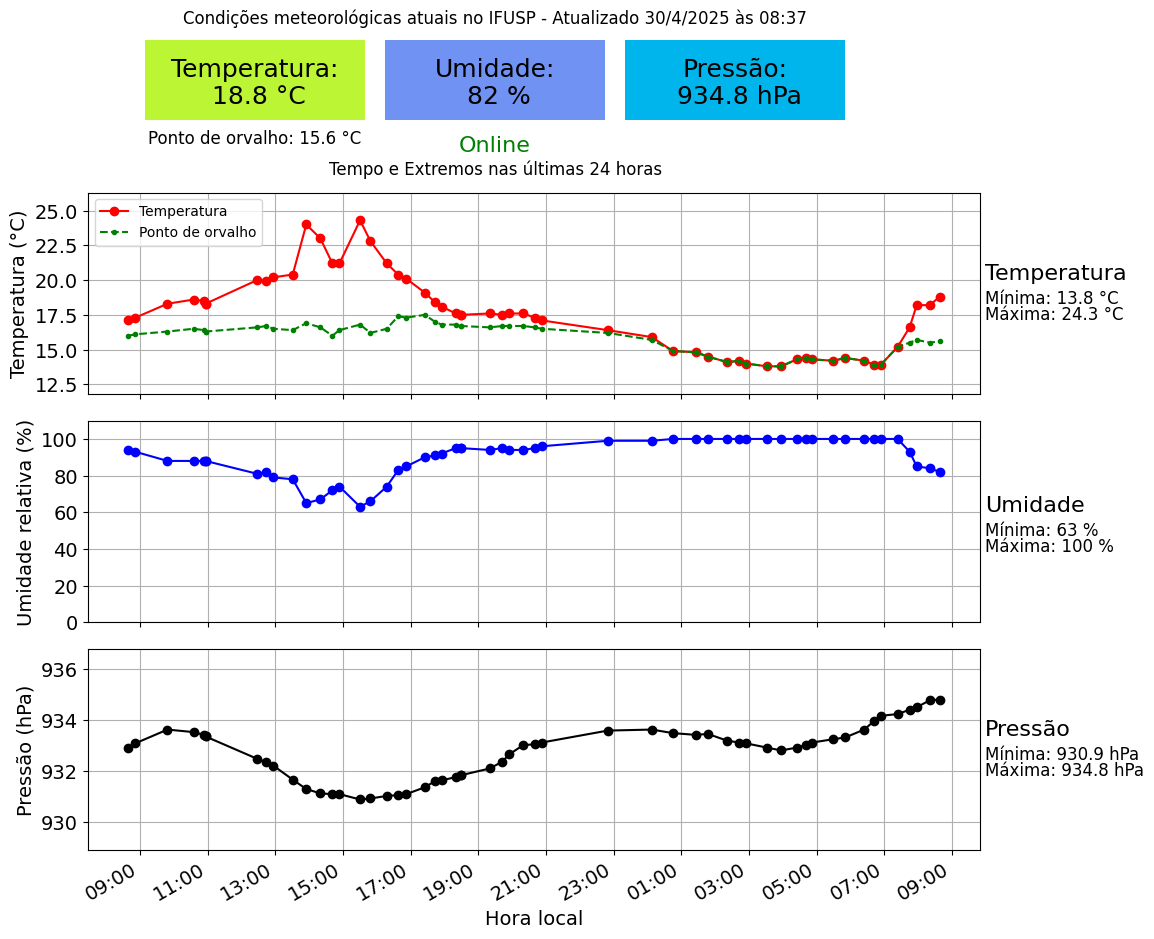 Condições meteorológicas atuais no IFUSP - Atualizado 30/4/2025 às 08:37
Temperatura:
18.8 °C
Umidade:
82 %
Pressão:
934.8 hPa
Ponto de orvalho: 15.6 °C
Online
Tempo e Extremos nas últimas 24 horas
Temperatura (°C)
25.0
22.5
20.0
17.5
15.0
12.5
Temperatura
Ponto de orvalho
Temperatura
Mínima: 13.8 °C
Máxima: 24.3 °C
Umidade relativa (%)
100
80
60
40
20
0
Umidade
Mínima: 63 %
Máxima: 100 %
Pressão (hPa)
936
934
932
930
Pressão
Mínima: 930.9 hPa
Máxima: 934.8 hPa
09:00
11:00
13:00
15:00
17:00
19:00
21:00
23:00
01:00
03:00
05:00
07:00
09:00
Hora local